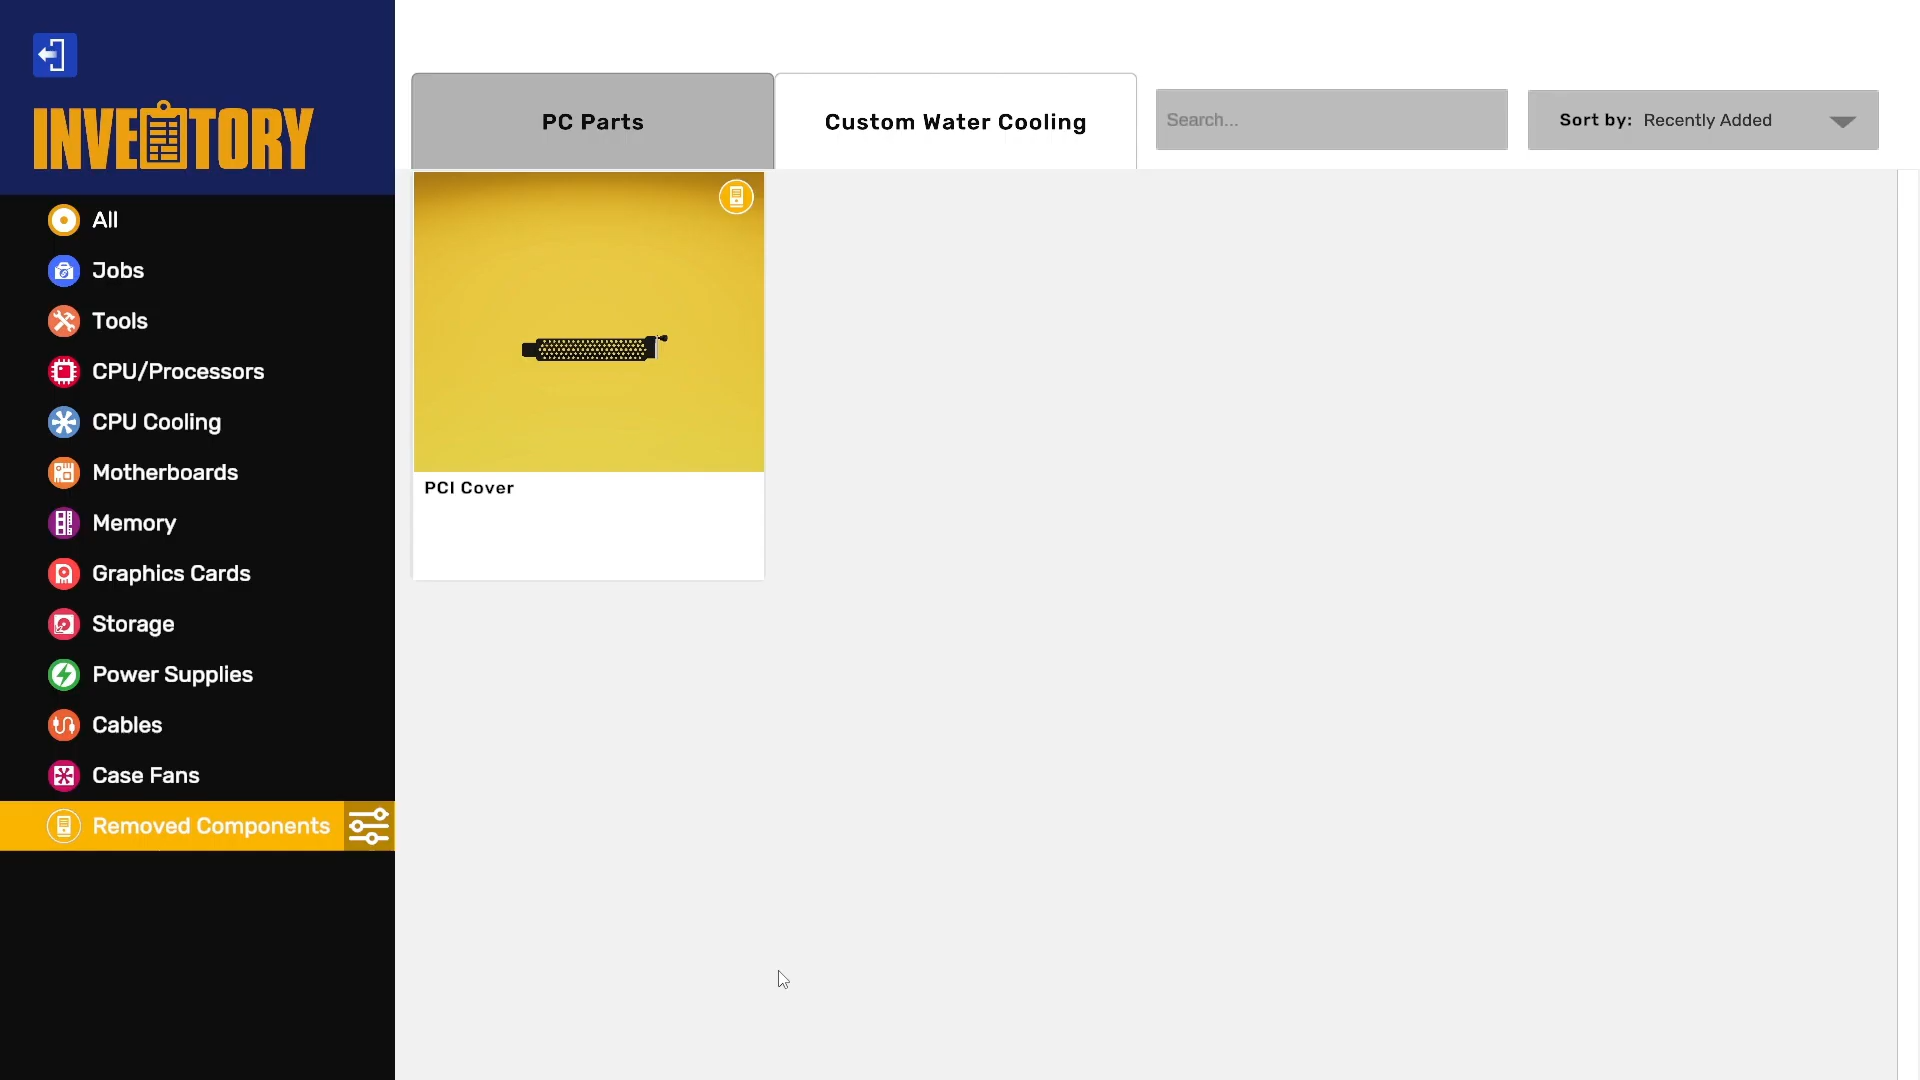 INVENTORY
PC Parts
Custom Water Cooling
Search...
Sort by: Recently Added
All
Jobs
Tools
CPU/Processors
CPU Cooling
Motherboards
Memory
Graphics Cards
Storage
Power Supplies
Cables
Case Fans
Removed Components
PCI Cover